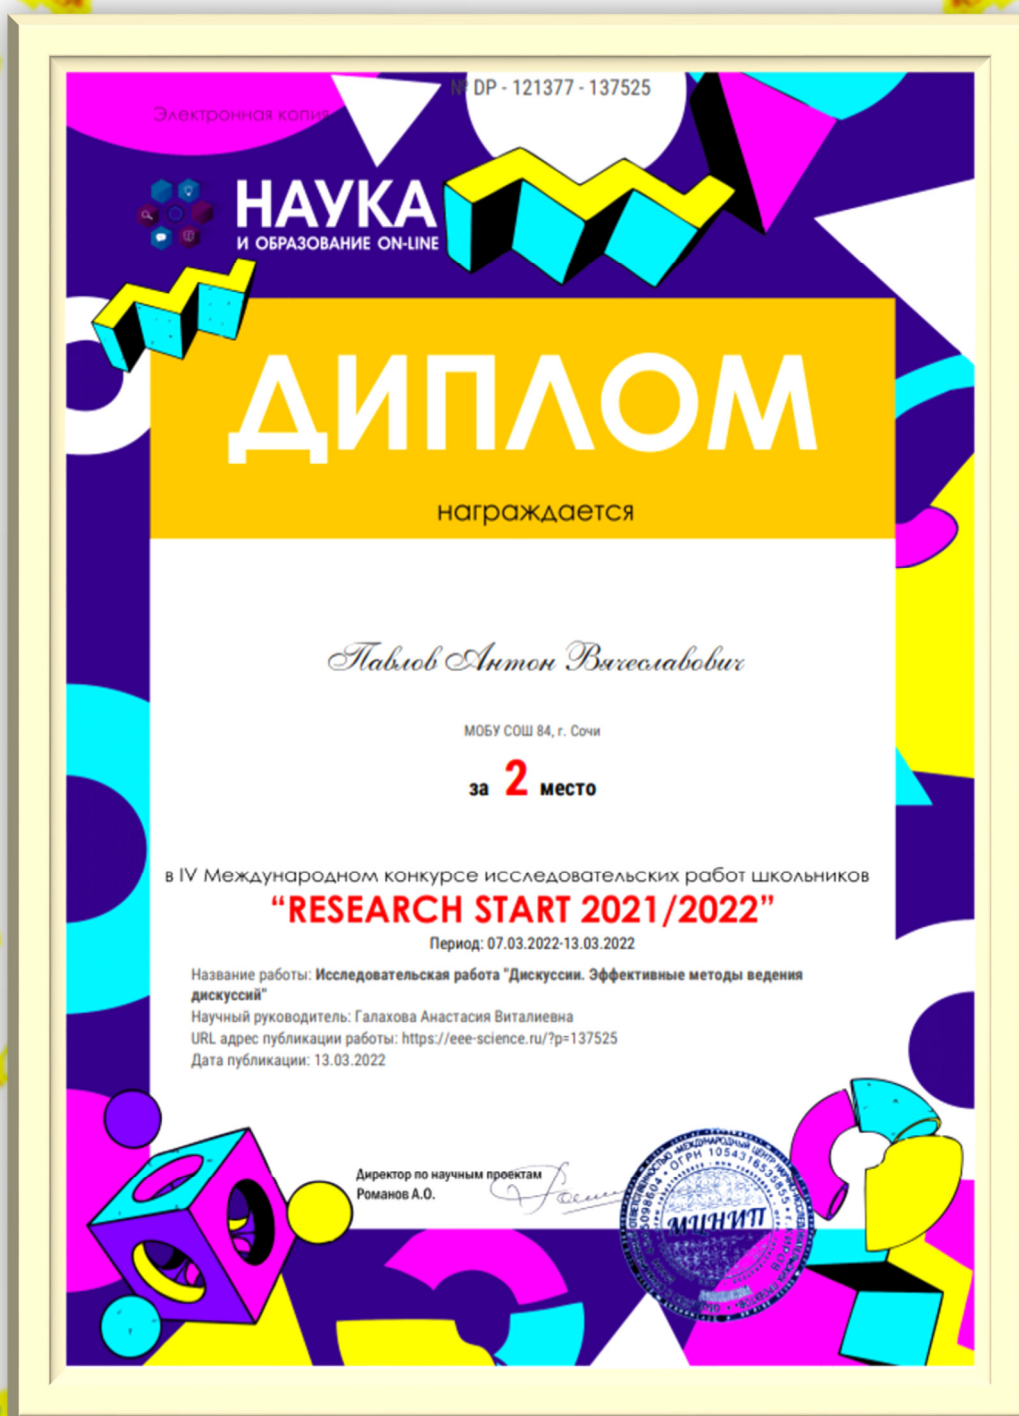 № DP - 121377 - 137525
Электронная копия
НАУКА
И ОБРАЗОВАНИЕ ON-LINE
ДИПЛОМ
награждается
Павлов Антон Вячеславович
МОБУ СОШ 84, г. Сочи
за 2 место
в IV Международном конкурсе исследовательских работ школьников
“RESEARCH START 2021/2022”
Период: 07.03.2022-13.03.2022
Название работы: Исследовательская работа "Дискуссии. Эффективные методы ведения
дискуссий"
Научный руководитель: Галахова Анастасия Виталиевна
URL адрес публикации работы: https://eee-science.ru/?p=137525
Дата публикации: 13.03.2022
Директор по научным проектам
Романов А.О.
МЦНИП